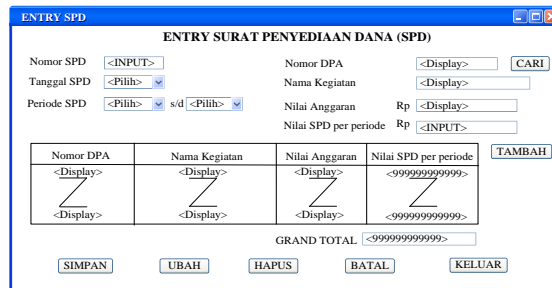 ENTRY SPD
ENTRY SURAT PENYEDIAAN DANA (SPD)
Nomor SPD <INPUT> Nomor DPA <Display> CARI
Tanggal SPD <Pilih> Nama Kegiatan <Display>
Periode SPD <Pilih> s/d <Pilih> Nilai Anggaran Rp <Display>
Nilai SPD per periode Rp <INPUT>
TAMBAH
Nomor DPA Nama Kegiatan Nilai Anggaran Nilai SPD per periode
<Display> <Display> <Display> <999999999999>
<Display> <Display> <Display> <999999999999>
GRAND TOTAL <999999999999>
SIMPAN UBAH HAPUS BATAL KELUAR